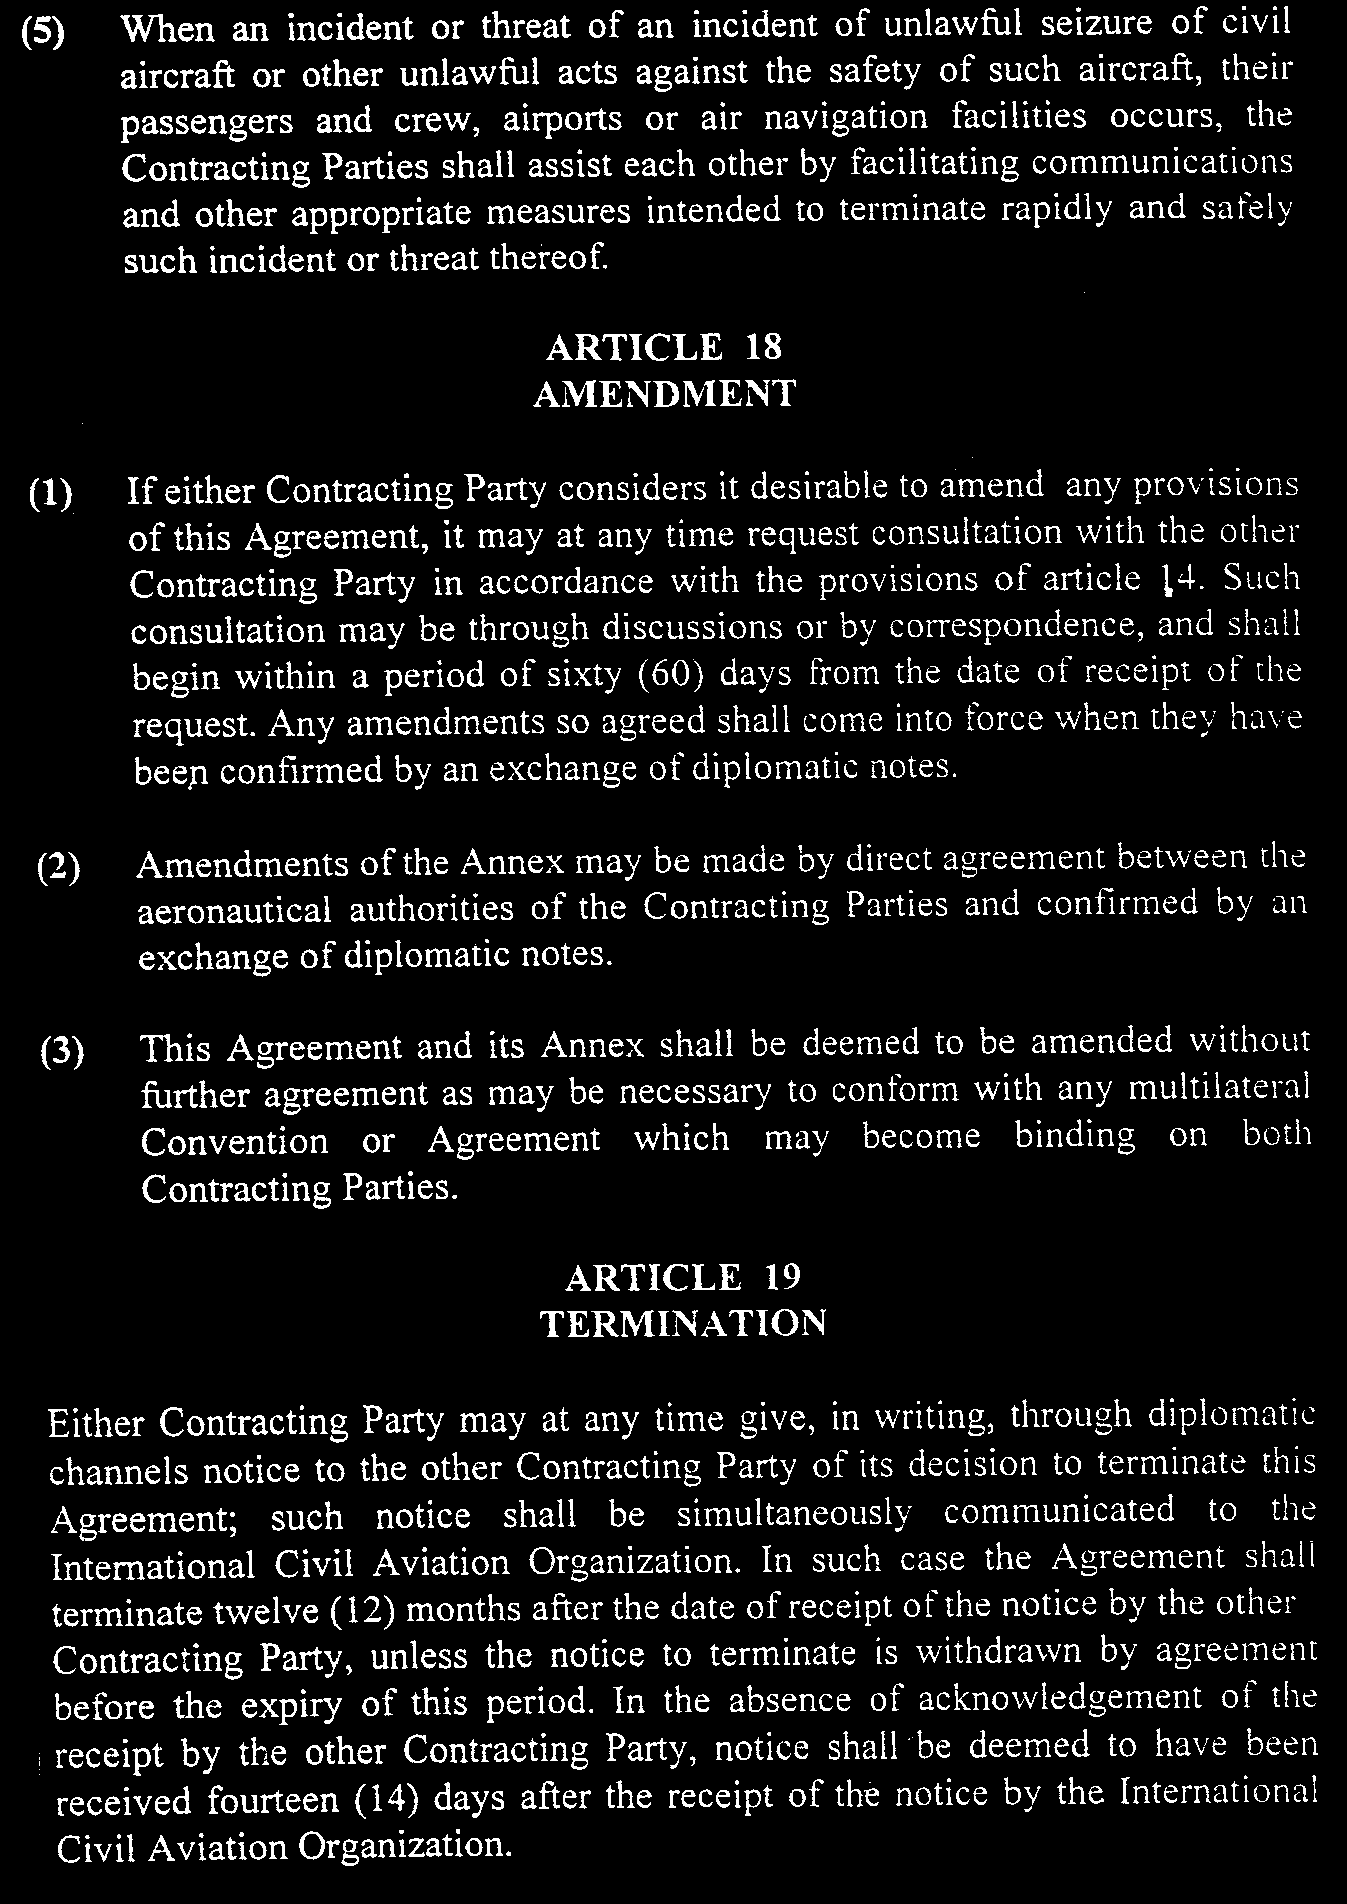 (5) When an incident or threat of an incident of unlawful seizure of civil
aircraft or other unlawful acts against the safety of such aircraft, their
passengers and crew, airports or air navigation facilities occurs, the
Contracting Parties shall assist each other by facilitating communications
and other appropriate measures intended to terminate rapidly and safely
such incident or threat thereof.
ARTICLE 18
AMENDMENT
(1) If either Contracting Party considers it desirable to amend any provisions
of this Agreement, it may at any time request consultation with the other
Contracting Party in accordance with the provisions of article 14. Such
consultation may be through discussions or by correspondence, and shall
begin within a period of sixty (60) days from the date of receipt of the
request. Any amendments so agreed shall come into force when they have
been confirmed by an exchange of diplomatic notes.
(2) Amendments of the Annex may be made by direct agreement between the
aeronautical authorities of the Contracting Parties and confirmed by an
exchange of diplomatic notes.
(3) This Agreement and its Annex shall be deemed to be amended without
further agreement as may be necessary to conform with any multilateral
Convention or Agreement which may become binding on both
Contracting Parties.
ARTICLE 19
TERMINATION
Either Contracting Party may at any time give, in writing, through diplomatic
channels notice to the other Contracting Party of its decision to terminate this
Agreement; such notice shall be simultaneously communicated to the
International Civil Aviation Organization. In such case the Agreement shall
terminate twelve (12) months after the date of receipt of the notice by the other
Contracting Party, unless the notice to terminate is withdrawn by agreement
before the expiry of this period. In the absence of acknowledgement of the
receipt by the other Contracting Party, notice shall be deemed to have been
received fourteen (14) days after the receipt of the notice by the International
Civil Aviation Organization.